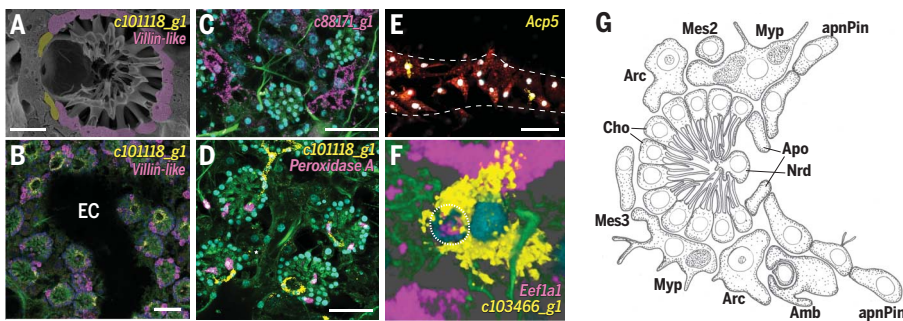 A
c101118_g1
Villin-like
B
c101118_g1
Villin-like
EC
C
c88171_g1
D
c101118_g1
Peroxidase A
E
Acp5
F
Eef1a1
c103466_g1
G
Mes2
Myp
apnPin
Arc
Cho
Apo
Nrd
Mes3
Myp
Arc
Amb
apnPin